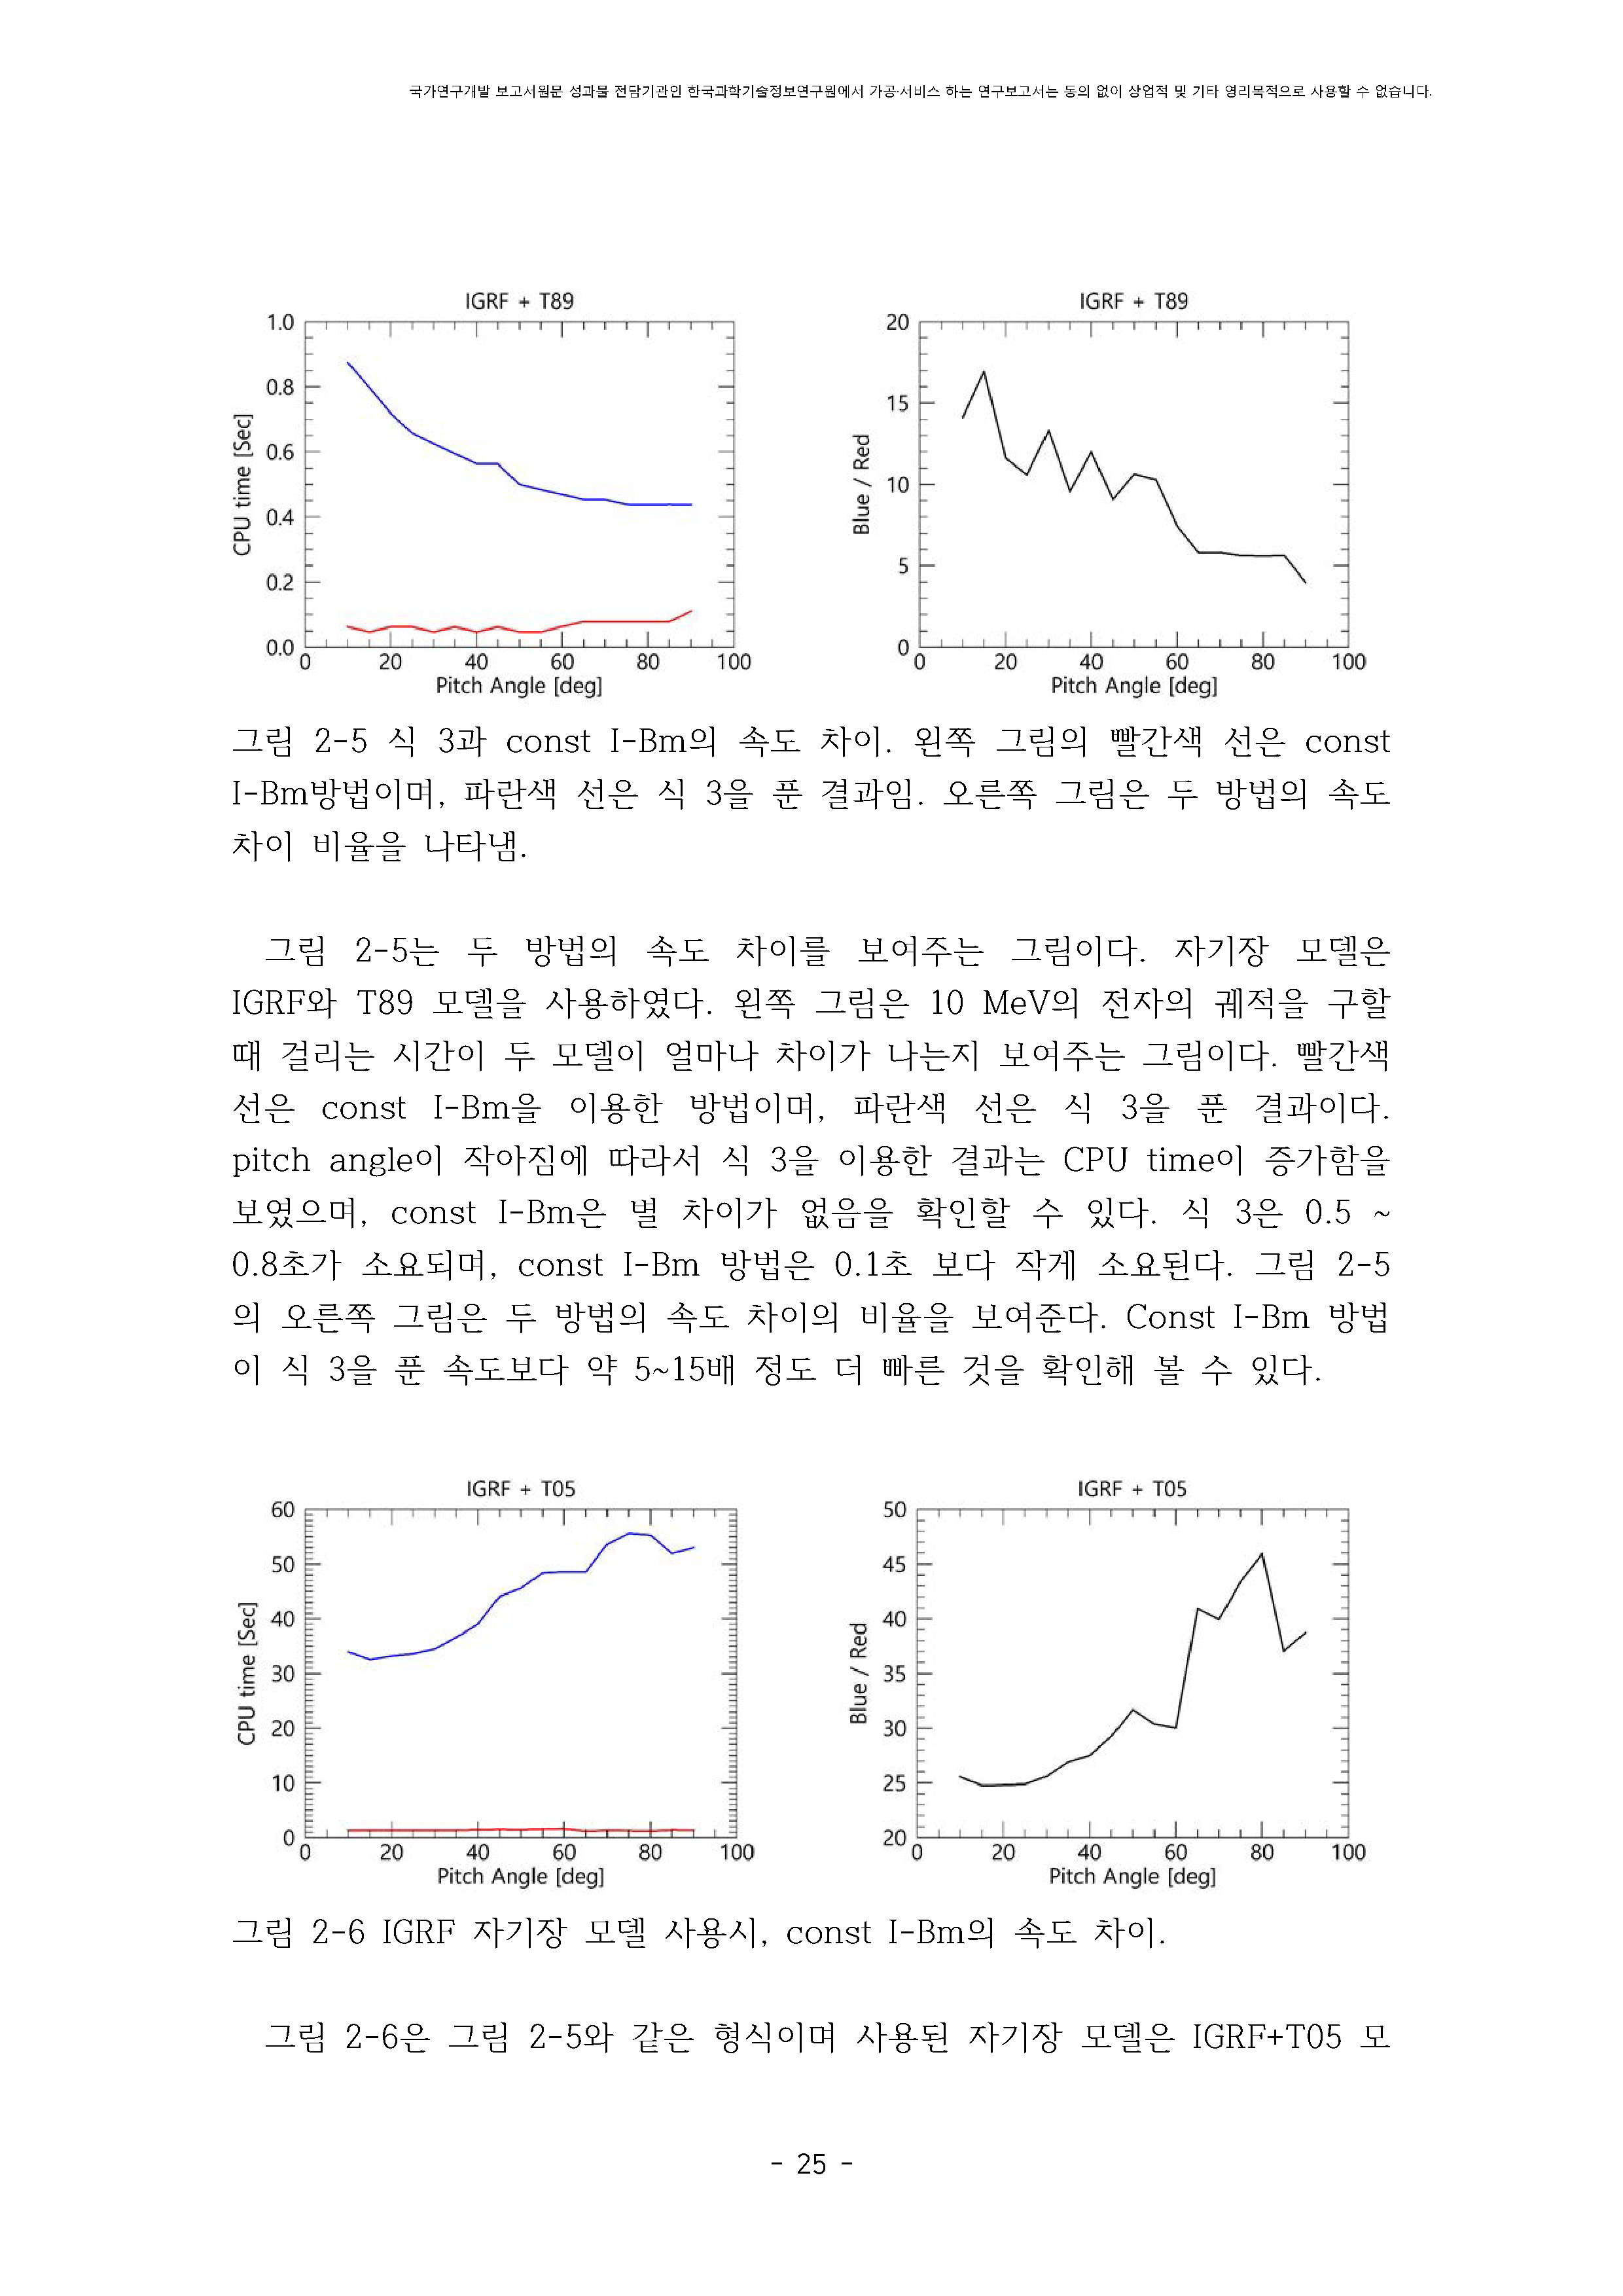 국가연구개발 보고서원문 성과물 전담기관인 한국과학기술정보연구원에서 가공·서비스 하는 연구보고서는 동의 없이 상업적 및 기타 영리목적으로 사용할 수 없습니다.
IGRF + T89
1.0
0.8
0.6
0.4
0.2
0.0
CPU time [Sec]
0 20 40 60 80 100
Pitch Angle [deg]
IGRF + T89
20
15
10
5
0
Blue / Red
0 20 40 60 80 100
Pitch Angle [deg]
그림 2-5 식 3과 const I-Bm의 속도 차이. 왼쪽 그림의 빨간색 선은 const
I-Bm방법이며, 파란색 선은 식 3을 푼 결과임. 오른쪽 그림은 두 방법의 속도
차이 비율을 나타냄.
그림 2-5는 두 방법의 속도 차이를 보여주는 그림이다. 자기장 모델은
IGRF와 T89 모델을 사용하였다. 왼쪽 그림은 10 MeV의 전자의 궤적을 구할
때 걸리는 시간이 두 모델이 얼마나 차이가 나는지 보여주는 그림이다. 빨간색
선은 const I-Bm을 이용한 방법이며, 파란색 선은 식 3을 푼 결과이다.
pitch angle이 작아짐에 따라서 식 3을 이용한 결과는 CPU time이 증가함을
보였으며, const I-Bm은 별 차이가 없음을 확인할 수 있다. 식 3은 0.5 ~
0.8초가 소요되며, const I-Bm 방법은 0.1초 보다 작게 소요된다. 그림 2-5
의 오른쪽 그림은 두 방법의 속도 차이의 비율을 보여준다. Const I-Bm 방법
이 식 3을 푼 속도보다 약 5~15배 정도 더 빠른 것을 확인해 볼 수 있다.
IGRF + T05
60
50
40
30
20
10
0
CPU time [Sec]
0 20 40 60 80 100
Pitch Angle [deg]
IGRF + T05
50
45
40
35
30
25
20
Blue / Red
0 20 40 60 80 100
Pitch Angle [deg]
그림 2-6 IGRF 자기장 모델 사용시, const I-Bm의 속도 차이.
그림 2-6은 그림 2-5와 같은 형식이며 사용된 자기장 모델은 IGRF+T05 모
- 25 -